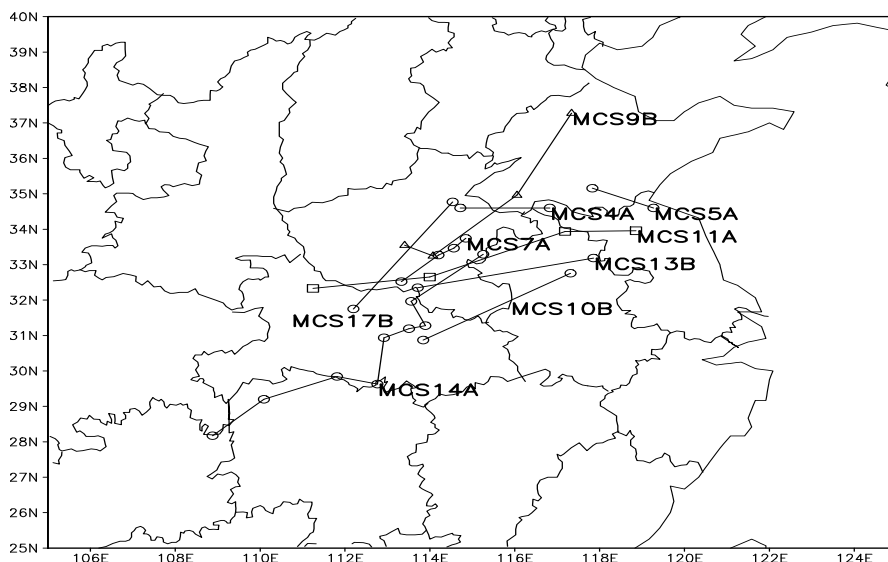 40N
39N
38N
37N
MCS9B
36N
35N
MCS4A
MCS5A
34N
MCS11A
MCS7A
33N
MCS13B
32N
MCS10B
MCS17B
31N
30N
MCS14A
29N
28N
27N
26N
25N
106E 108E 110E 112E 114E 116E 118E 120E 122E 124E